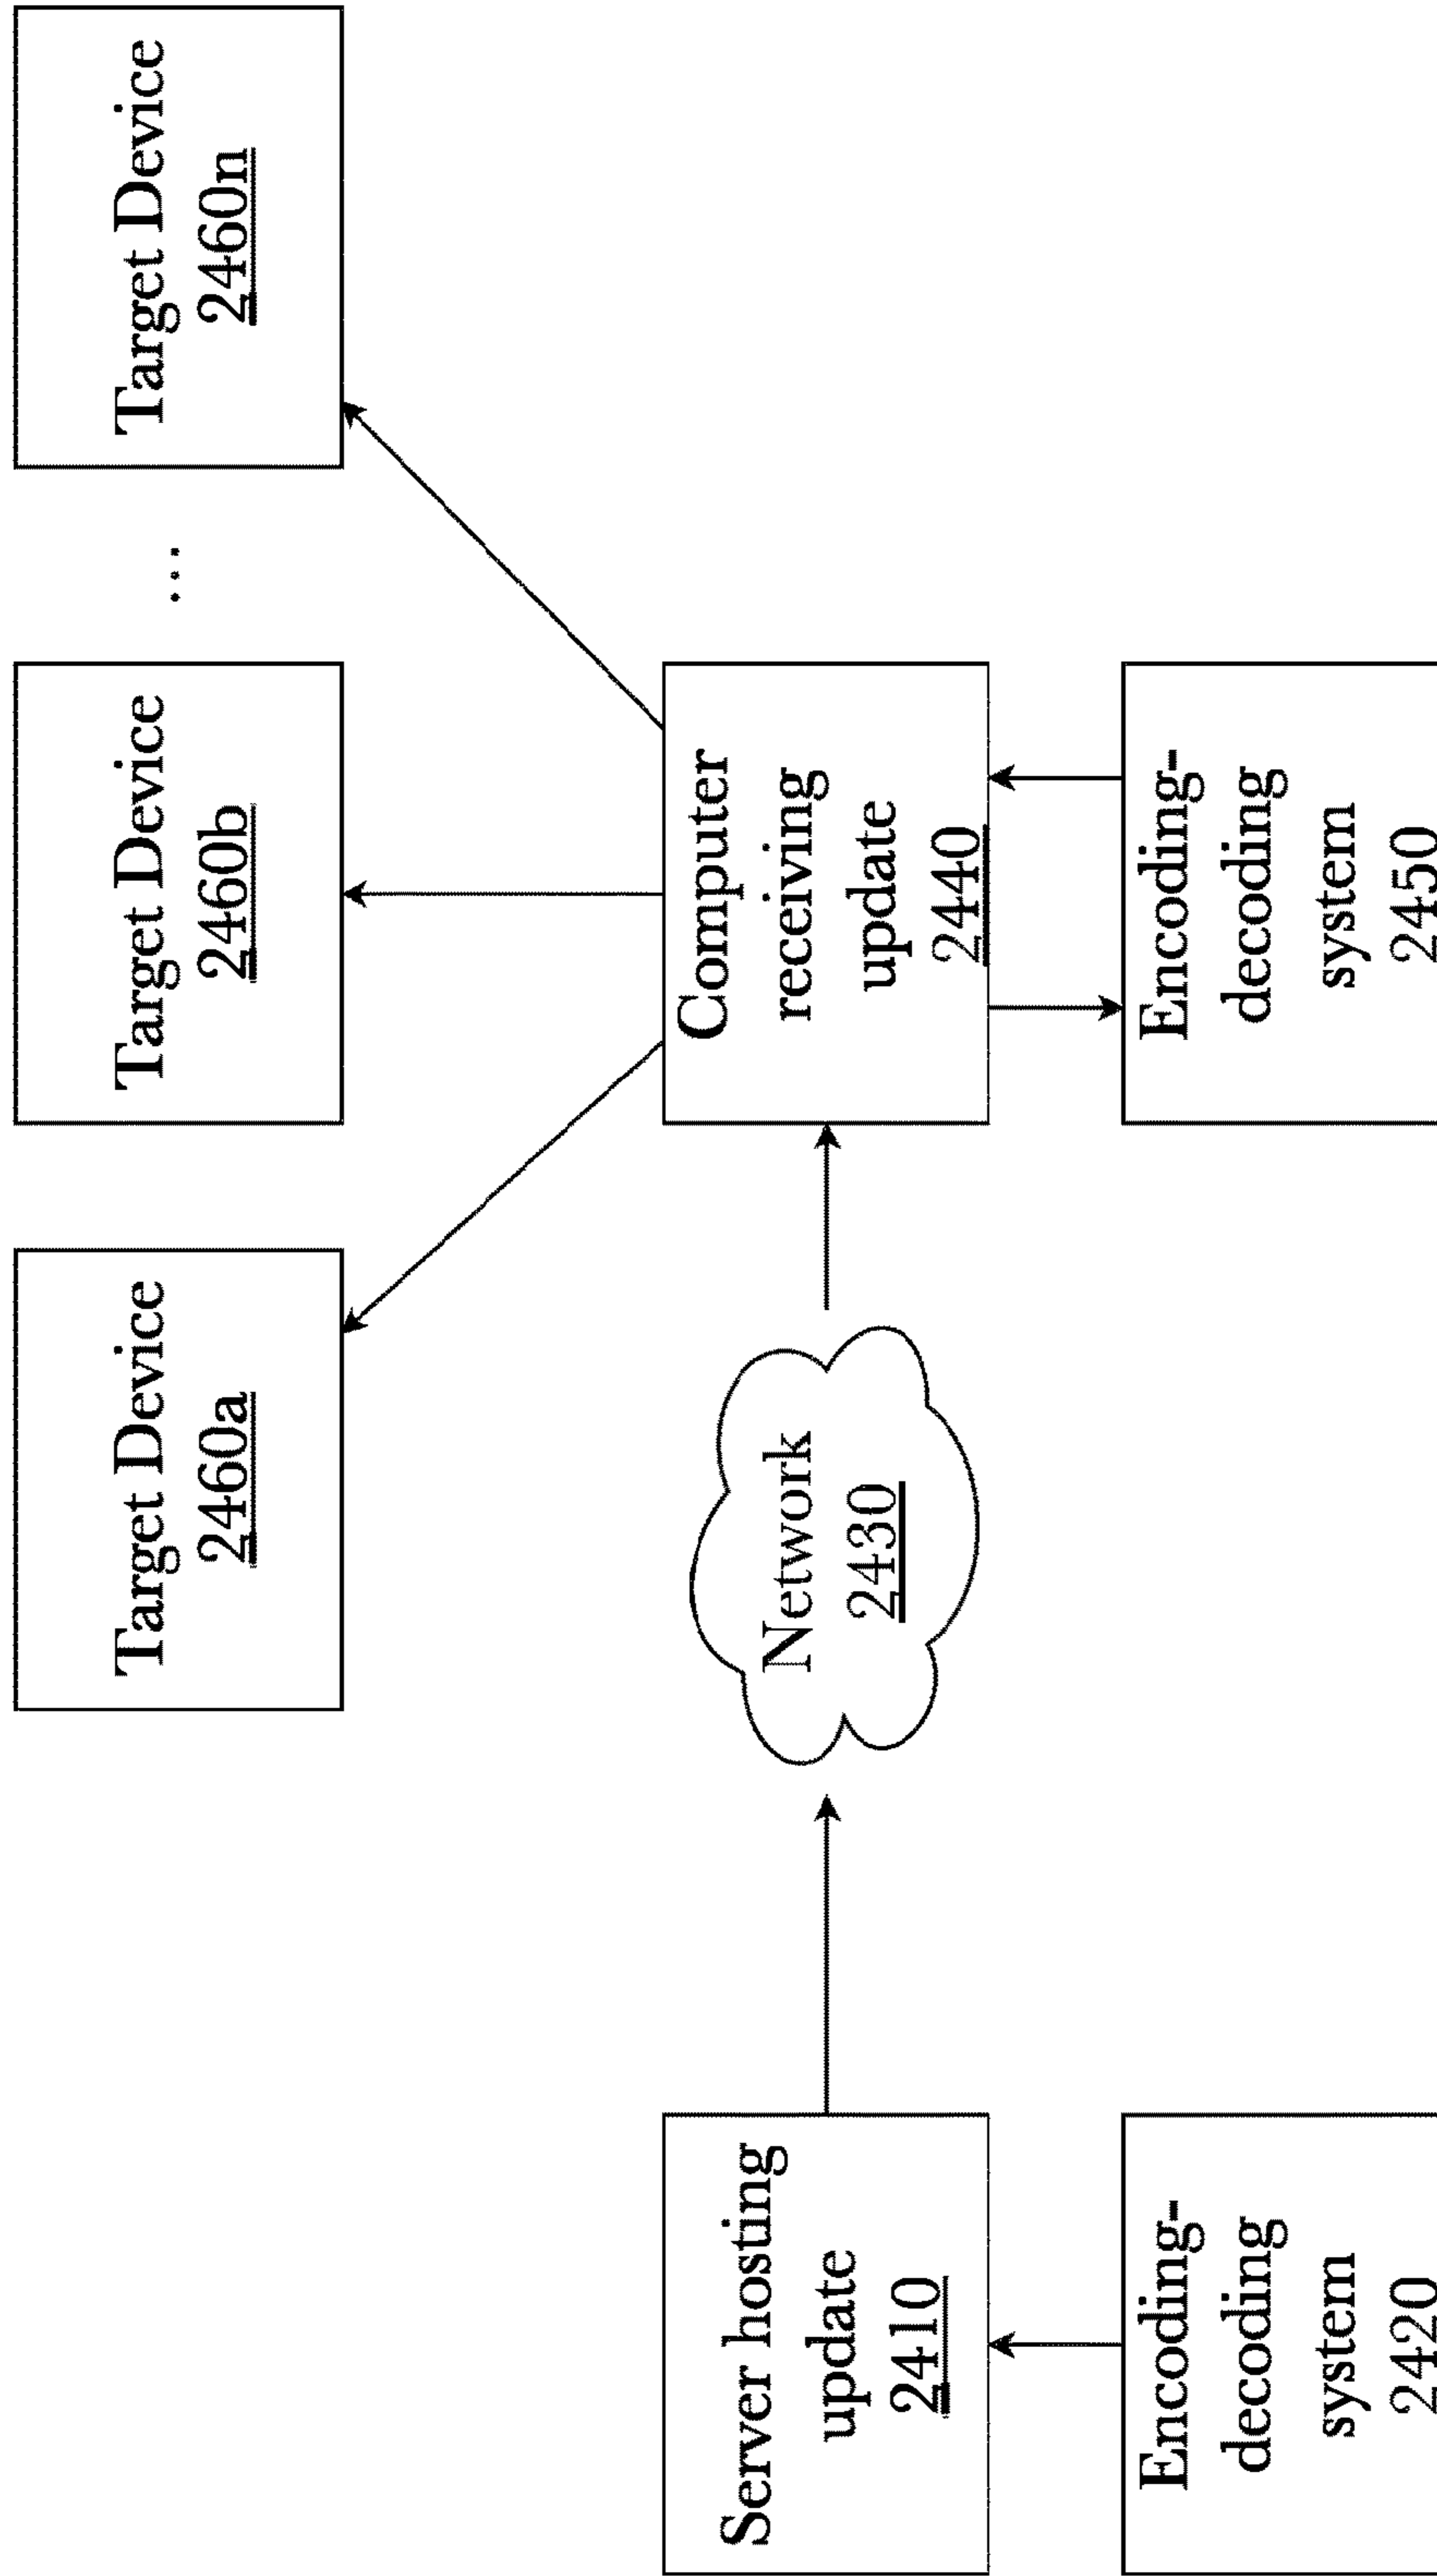 Target Device
2460a
Target Device
2460b
...
Target Device
2460n
Server hosting
update
2410
Network
2430
Computer
receiving
update
2440
Encoding-
decoding
system
2420
Encoding-
decoding
system
2450